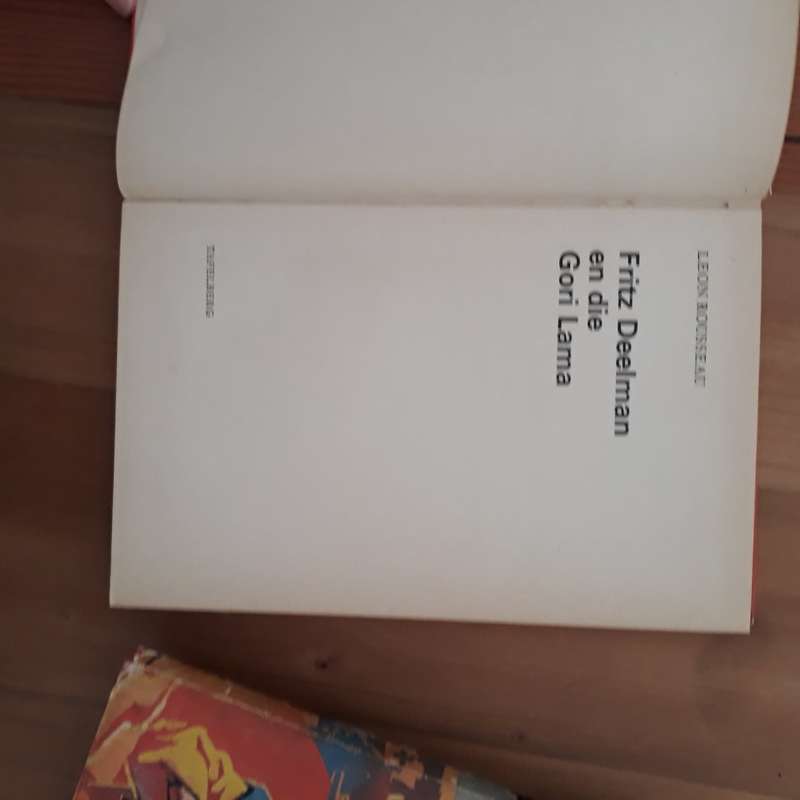 LEON ROUSSEAU
Fritz Deelman
en die
Gori Lama
TAFELBERG